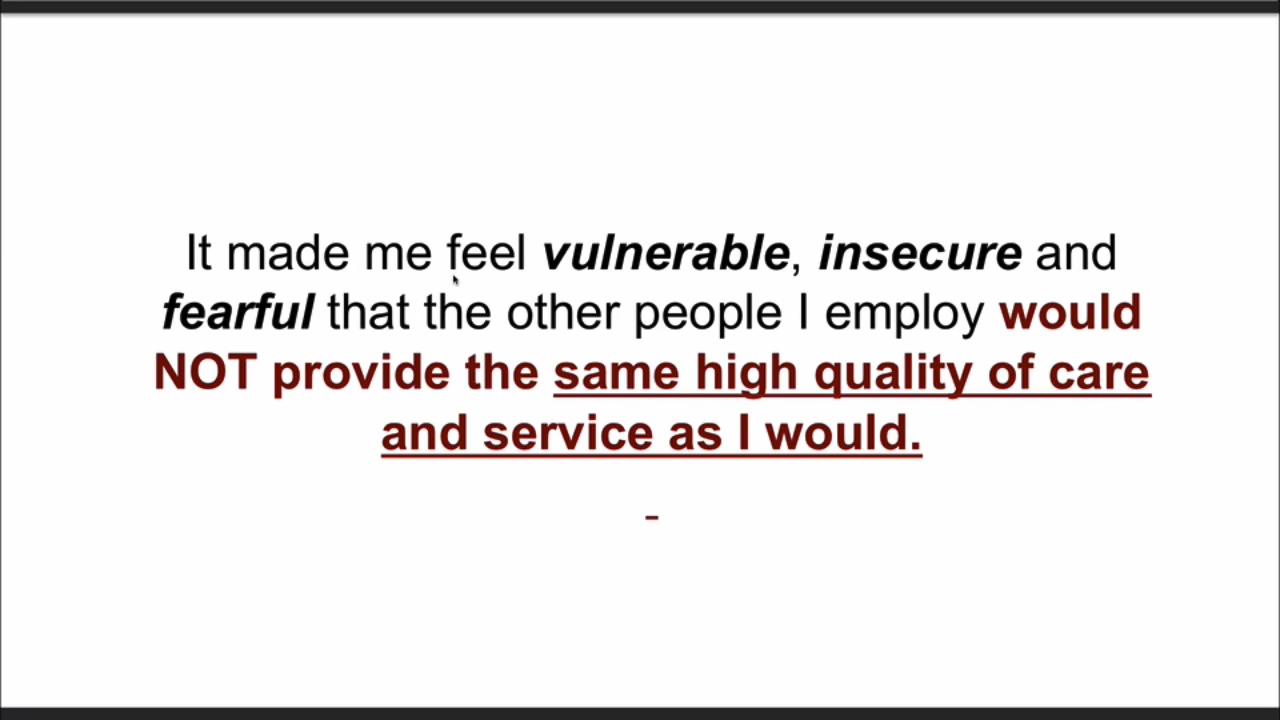 It made me feel vulnerable, insecure and
fearful that the other people I employ would
NOT provide the same high quality of care
and service as I would.